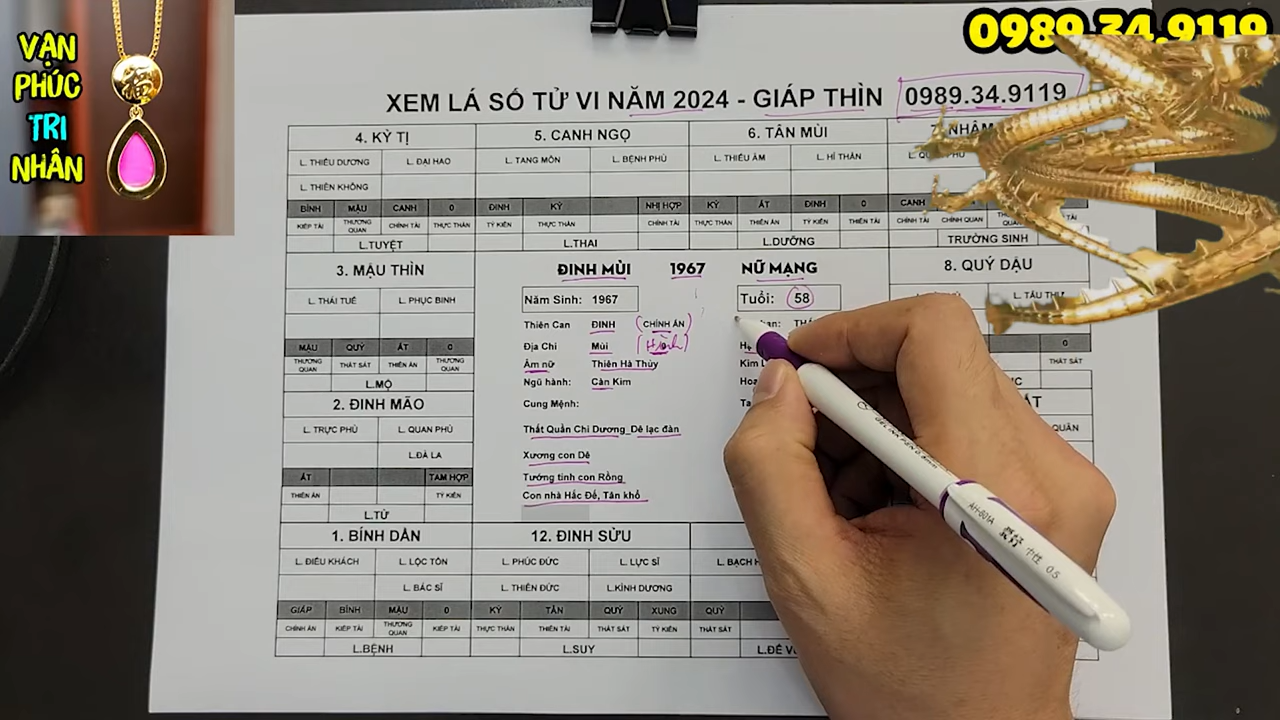 VẠN
PHÚC
TRI
NHÂN
0989.34.9119
XEM LÁ SỐ TỬ VI NĂM 2024 - GIÁP THÌN 0989.34.9119
4. KỶ TỊ 5. CANH NGỌ 6. TÂN MÙI
L. THIẾU DƯƠNG L. ĐẠI HAO L. TANG MÔN L. BỆNH PHÙ L. THIẾU ÂM L. HỈ THẦN
L. THIÊN KHÔNG
BÍNH MẬU CANH 0 ĐINH KỶ NHỊ HỢP KỶ ẤT ĐINH 0 CANH
KIẾP TÀI THƯƠNG QUAN CHÍNH TÀI THỰC THẦN TỶ KIÊN THỰC THẦN CHÍNH TÀI THỰC THẦN THIÊN ẤN TỶ KIÊN THIÊN TÀI CHÍNH TÀI CHÍNH QUAN
L.TUYỆT L.THAI L.DƯỠNG TRƯỜNG SINH
3. MẬU THÌN ĐINH MÙI 1967 NỮ MẠNG 8. QUÝ DẬU
L. THÁI TUẾ L. PHỤC BINH Năm Sinh: 1967 Tuổi: 58
Thiên Can ĐINH (CHÍNH ẤN)
Địa Chi Mùi
MẬU QUÝ ẤT 0 0
THƯƠNG QUAN THẤT SÁT THIÊN ẤN THƯƠNG QUAN Âm nữ Thiên Hà Thủy THẤT SÁT
L.MỘ Ngũ hành: Càn Kim
2. ĐINH MÃO Cung Mệnh:
L. TRỰC PHÙ L. QUAN PHÙ Thất Quần Chi Dương_Dê lạc đàn
L.ĐÀ LA Xương con Dê
ẤT TAM HỢP Tướng tinh con Rồng
THIÊN ẤN TỶ KIÊN Con nhà Hắc Đế, Tân khổ
L.TỬ
1. BÍNH DẦN 12. ĐINH SỬU
L. ĐIẾU KHÁCH L. LỘC TỒN L. PHÚC ĐỨC L. LỰC SĨ
L. BÁC SĨ L. THIÊN ĐỨC L.KÌNH DƯƠNG
GIÁP BÍNH MẬU 0 KỶ TÂN QUÝ XUNG QUÝ
CHÍNH ẤN KIẾP TÀI THƯƠNG QUAN KIẾP TÀI THỰC THẦN THIÊN TÀI THẤT SÁT TỶ KIÊN THẤT SÁT
L.BỆNH L.SUY
GEL INK PEN 0.5mm
AH-801A
0.5